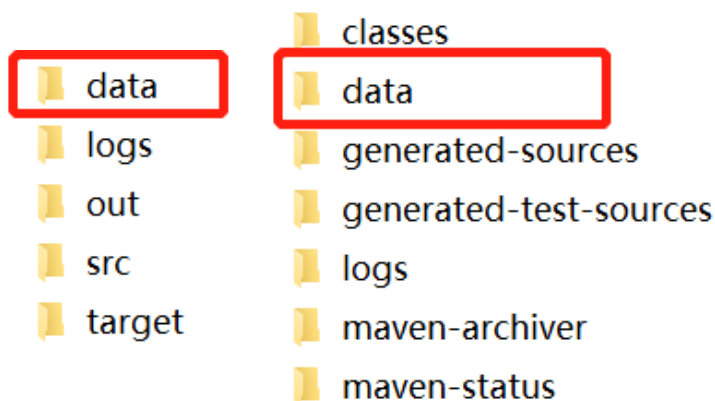 data
logs
out
src
target
classes
data
generated-sources
generated-test-sources
logs
maven-archiver
maven-status